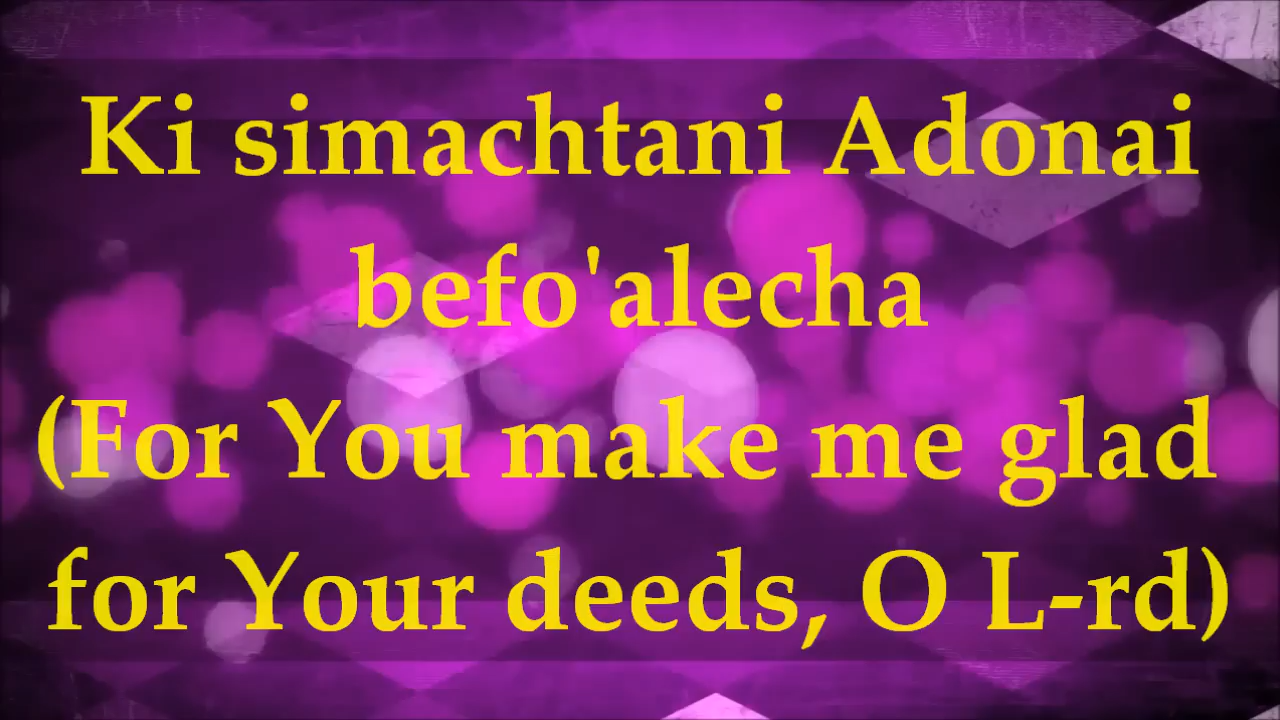 Ki simachtani Adonai
befo'alecha
(For You make me glad
for Your deeds, O L-rd)